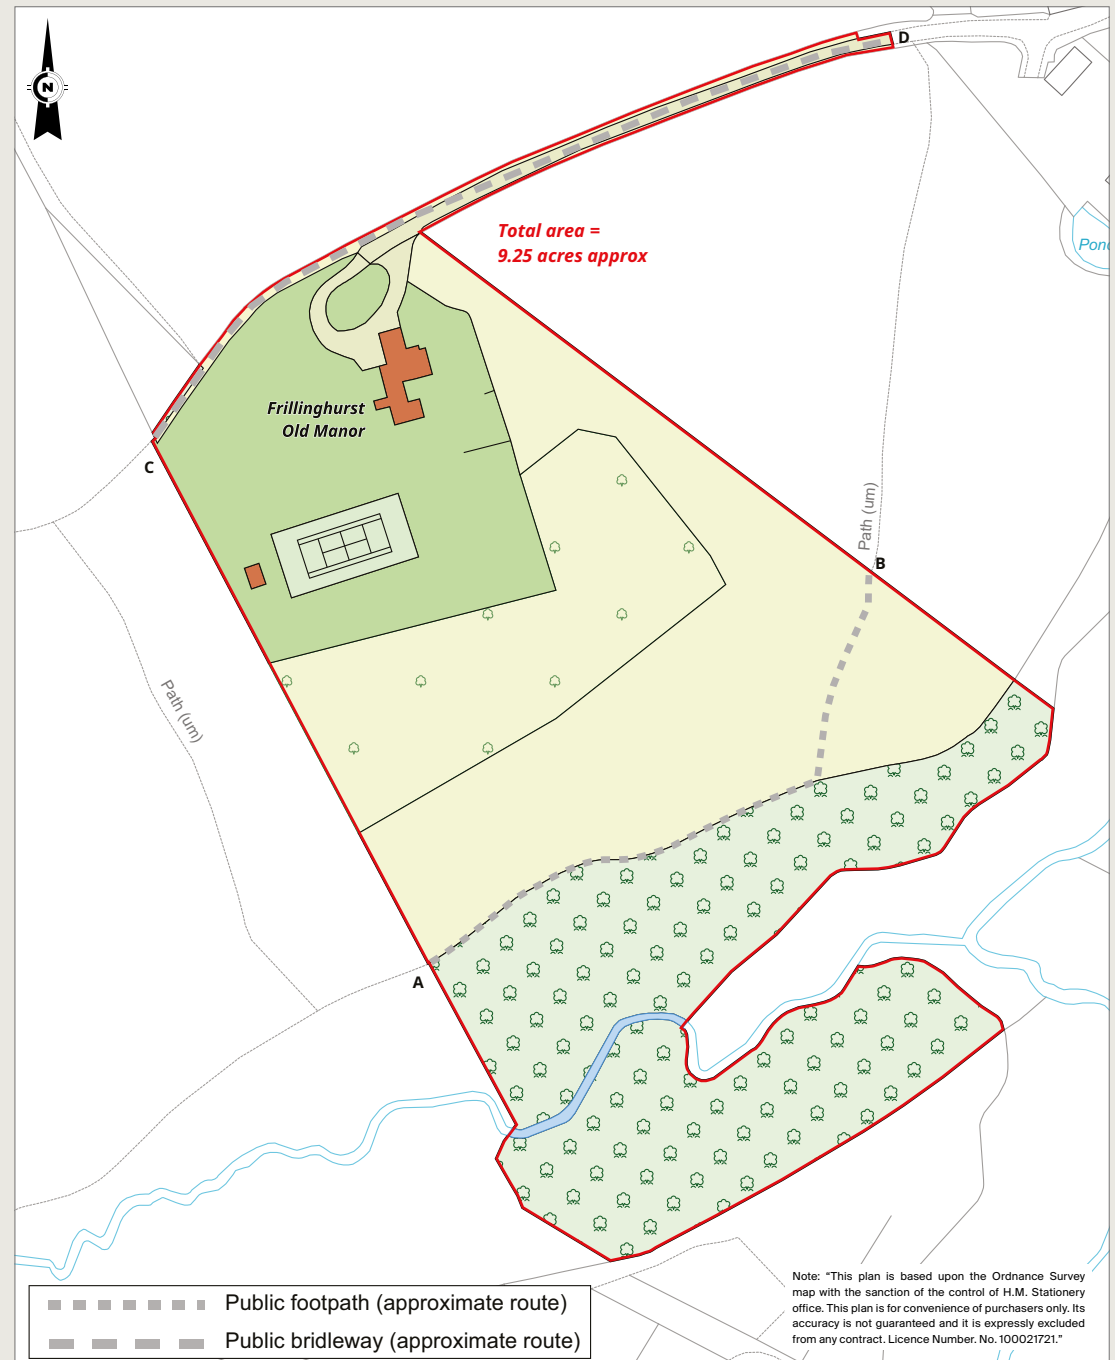 D
N
Total area =
9.25 acres approx
Frillinghurst
Old Manor
C
Path (um)
B
Path (um)
A
Note: “This plan is based upon the Ordnance Survey
map with the sanction of the control of H.M. Stationery
office. This plan is for convenience of purchasers only. Its
accuracy is not guaranteed and it is expressly excluded
from any contract. Licence Number. No. 100021721.”
Public footpath (approximate route)
Public bridleway (approximate route)